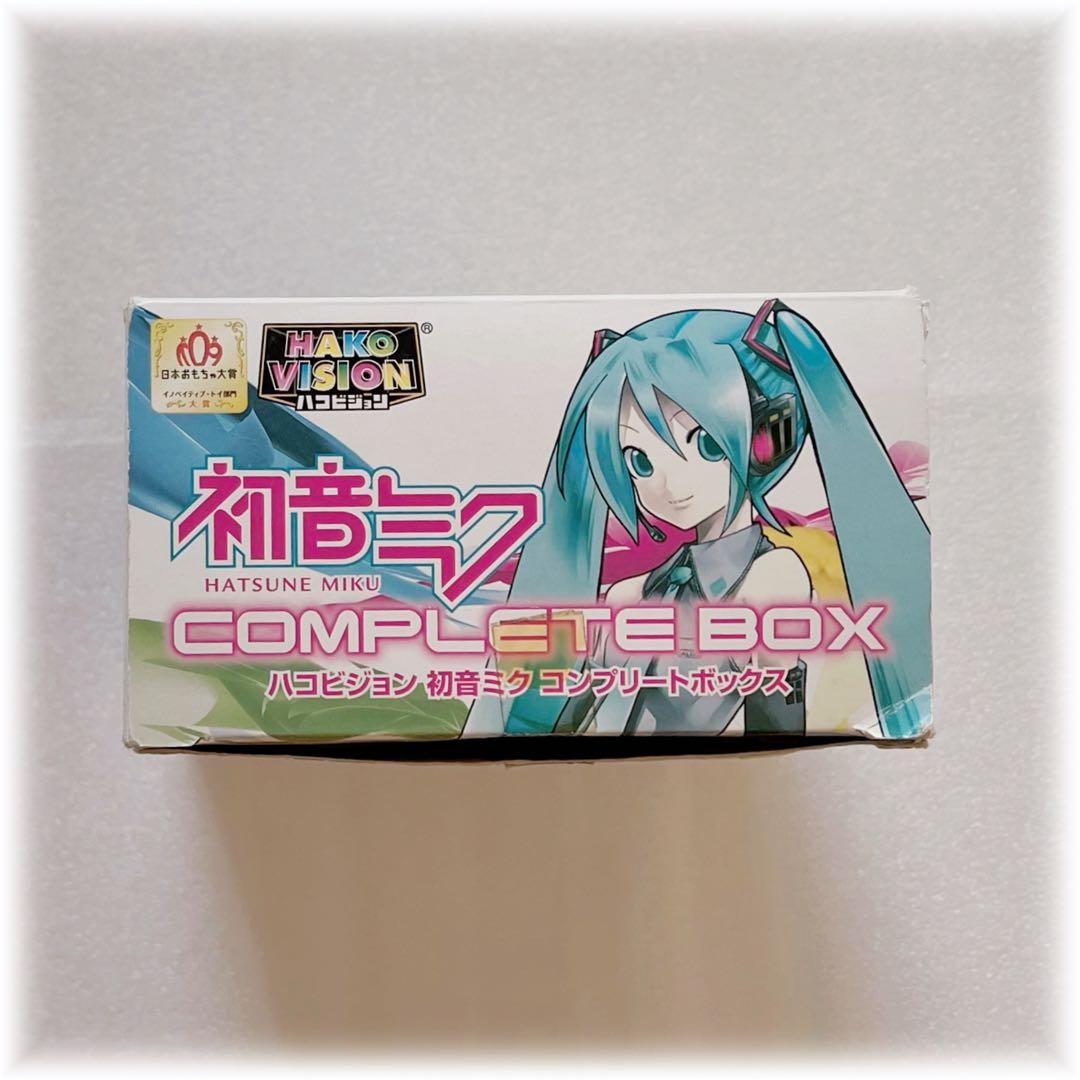 日本おもちゃ大賞
イノベイティブ・トイ部門
大賞
HAKO
VISION®
ハコビジョン
初音ミク
HATSUNE MIKU
COMPLETE BOX
ハコビジョン 初音ミク コンプリートボックス